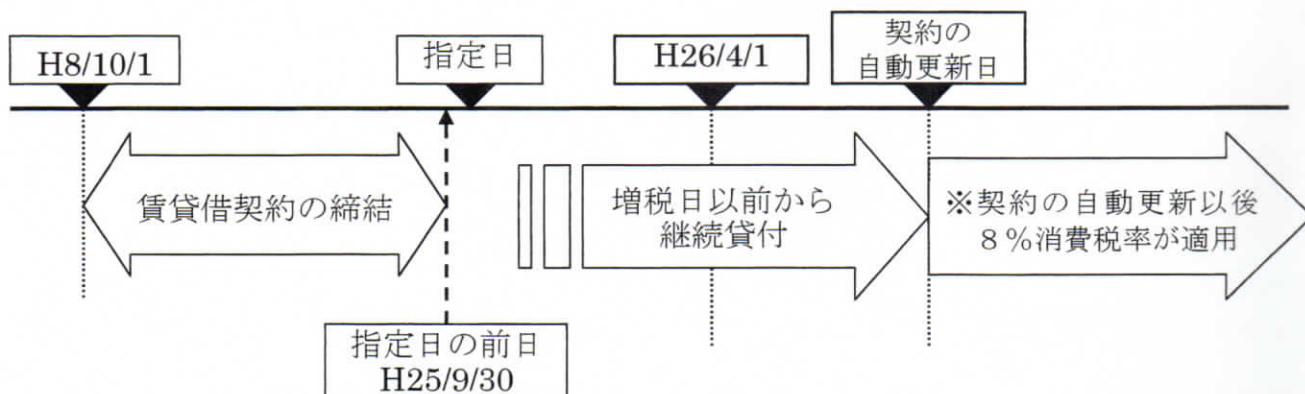 H8/10/1
指定日
H26/4/1
契約の
自動更新日
賃貸借契約の締結
増税日以前から
継続貸付
※契約の自動更新以後
8%消費税率が適用
指定日の前日
H25/9/30